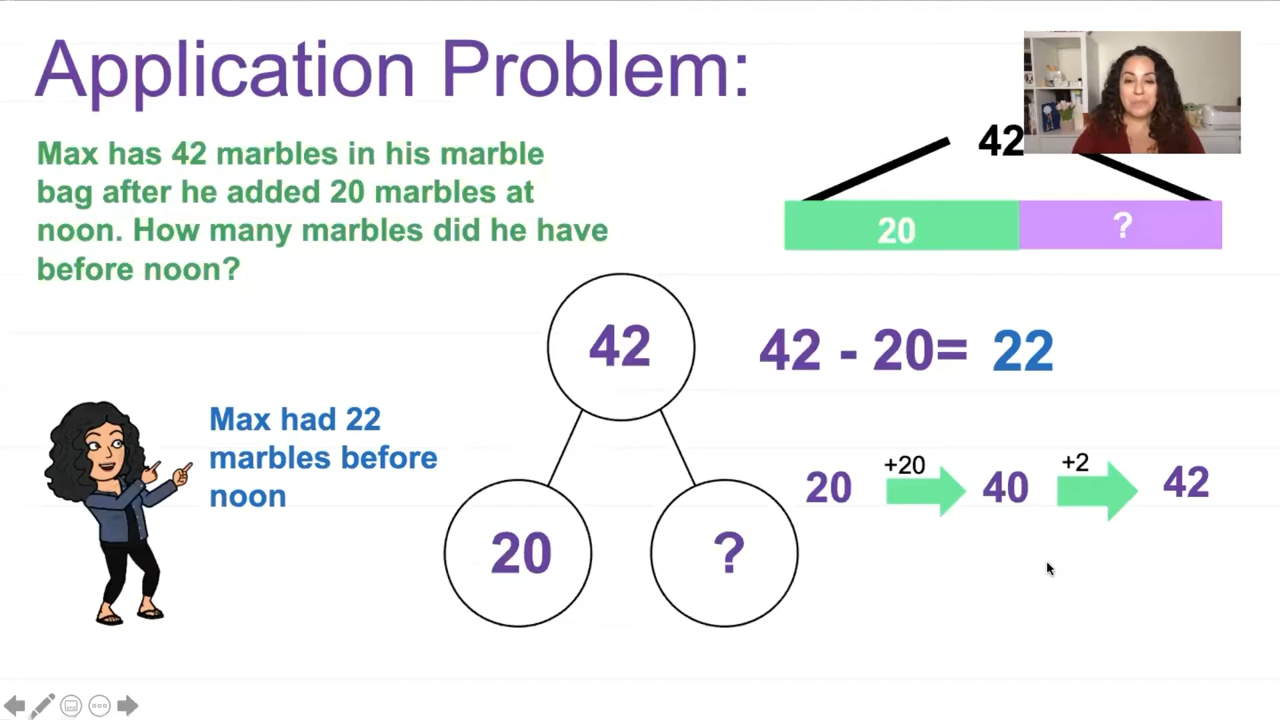 Application Problem:
Max has 42 marbles in his marble
bag after he added 20 marbles at
noon. How many marbles did he have
before noon?
42
20
?
42
42 - 20= 22
Max had 22
marbles before
noon
+20
+2
20
40
42
20
?